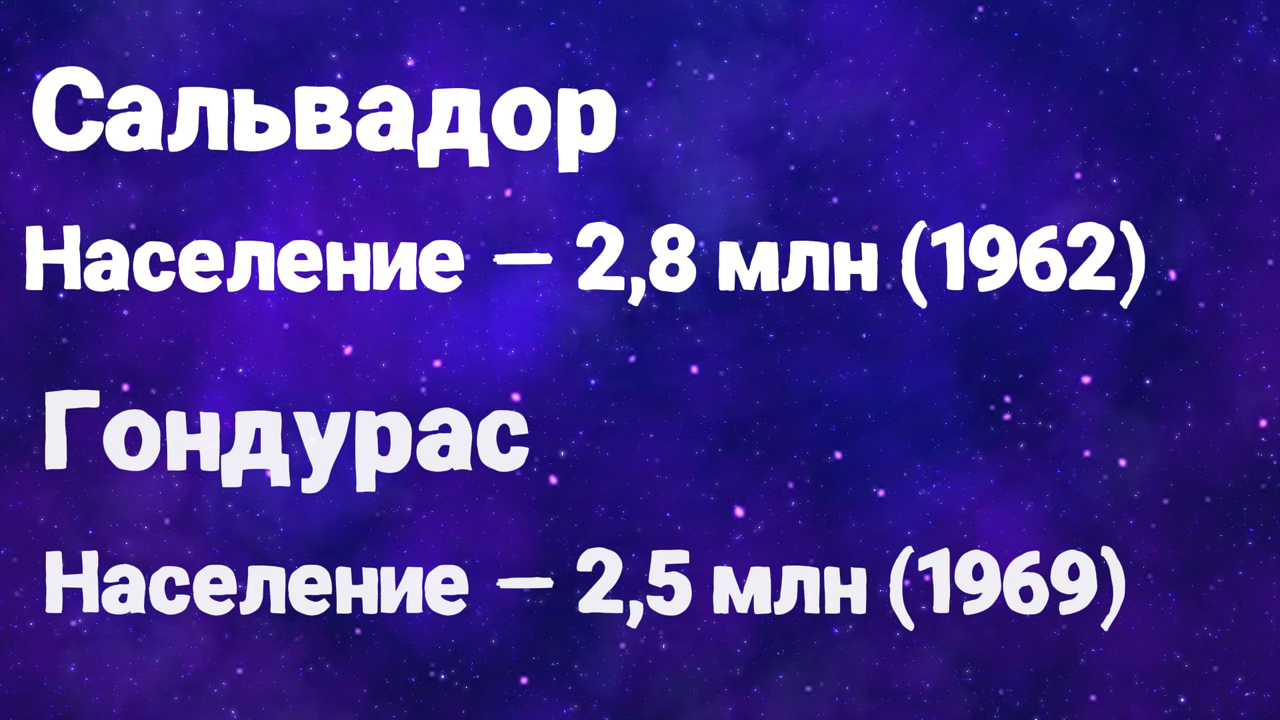 Сальвадор
Население – 2,8 млн (1962)
Гондурас
Население – 2,5 млн (1969)